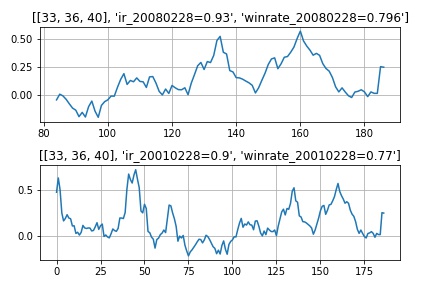 [[33, 36, 40], 'ir_20080228=0.93', 'winrate_20080228=0.796']
0.50
0.25
0.00
80 100 120 140 160 180
[[33, 36, 40], 'ir_20010228=0.9', 'winrate_20010228=0.77']
0.5
0.0
0 25 50 75 100 125 150 175